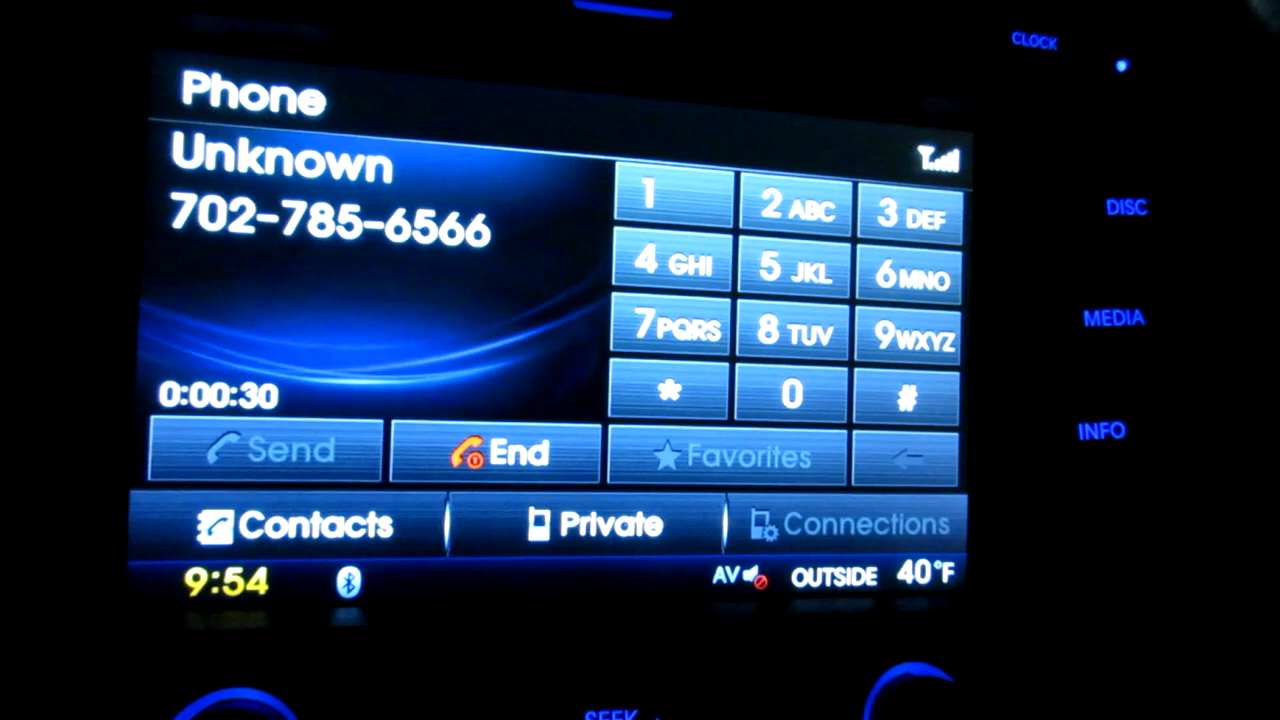 CLOCK
Phone
Unknown
702-785-6566
1
2 ABC
3 DEF
DISC
4 GHI
5 JKL
6 MNO
7 PQRS
8 TUV
9 WXYZ
MEDIA
*
0
#
0:00:30
Send
End
Favorites
INFO
Contacts
Private
Connections
9:54
AV
OUTSIDE
40°F
SEEK